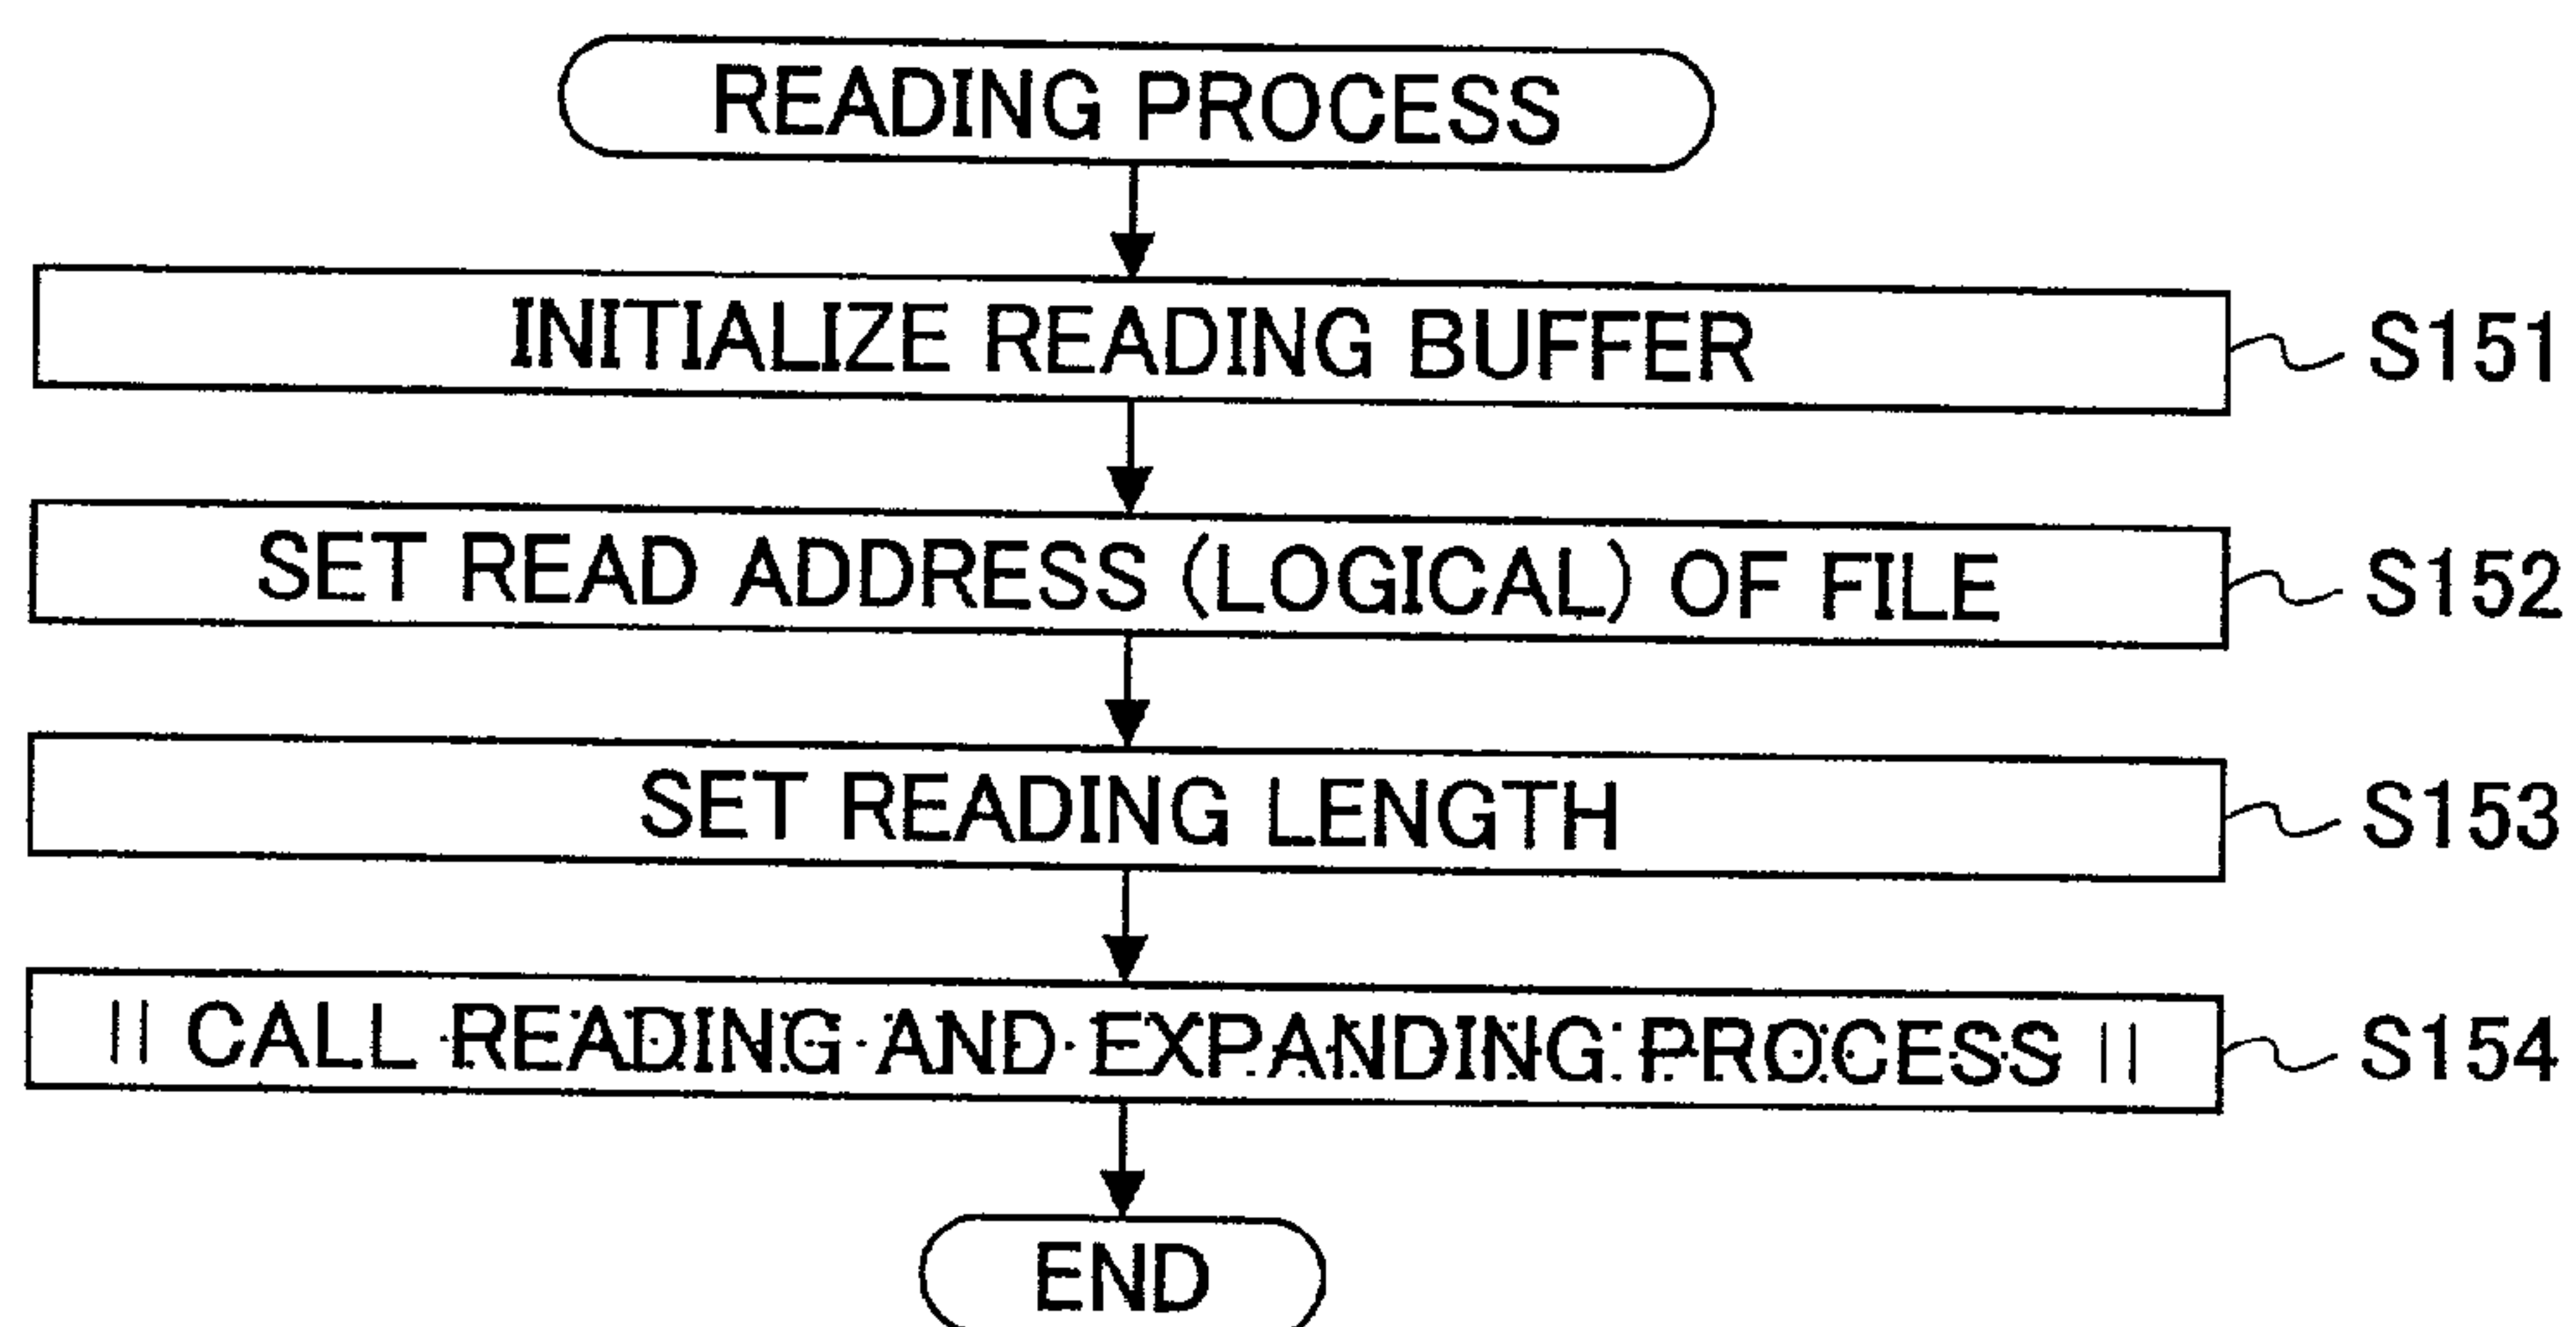 READING PROCESS
INITIALIZE READING BUFFER S151
SET READ ADDRESS (LOGICAL) OF FILE S152
SET READING LENGTH S153
|| CALL READING AND EXPANDING PROCESS || S154
END